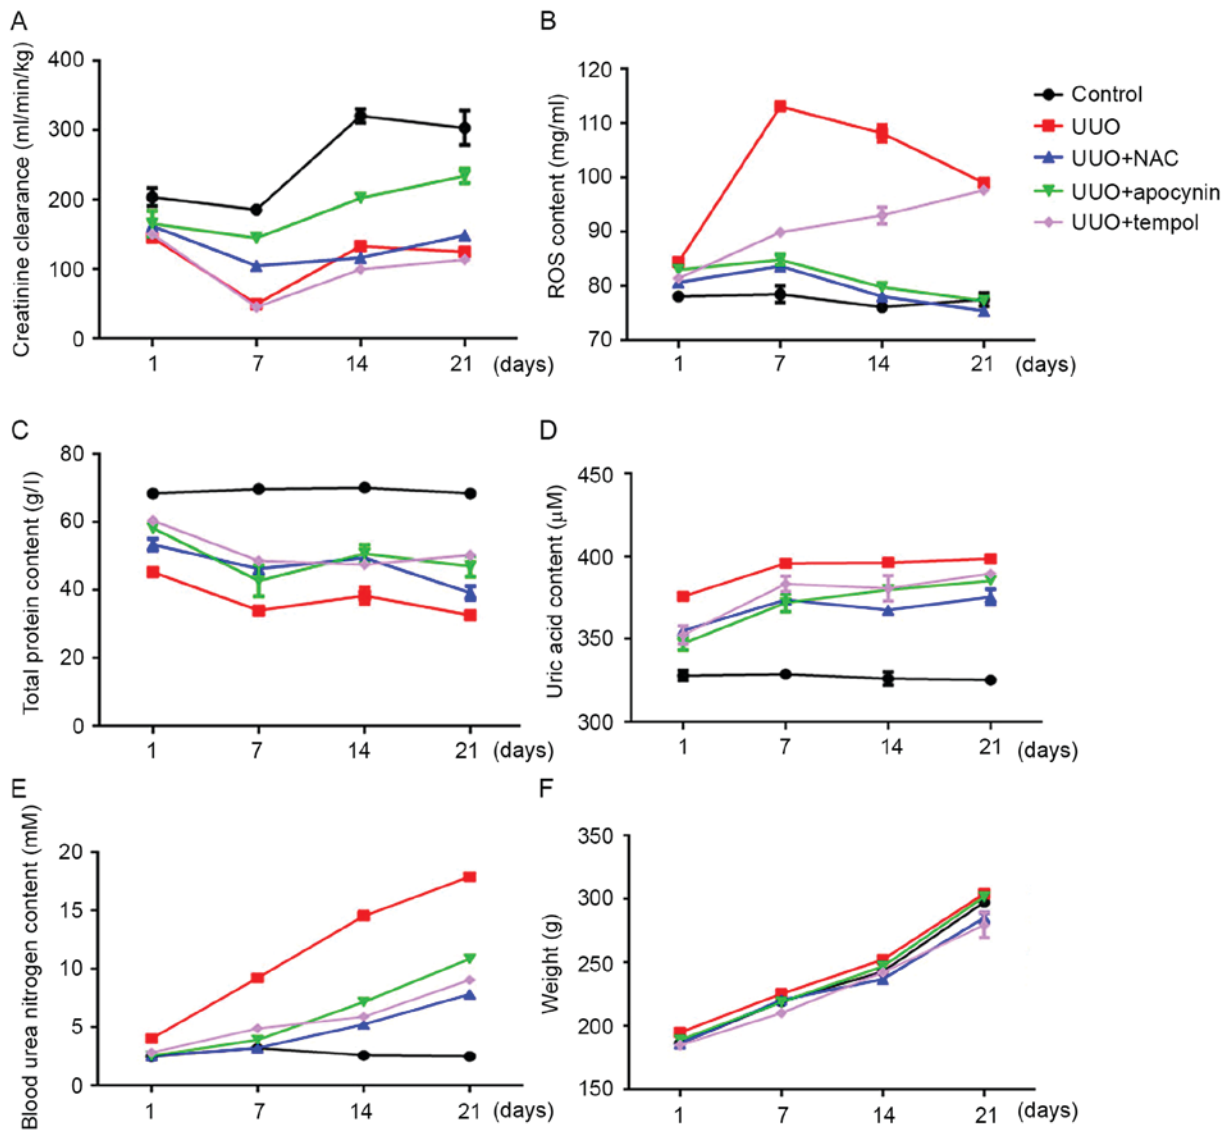 A
Creatinine clearance (ml/min/kg)
400
300
200
100
0
1 7 14 21 (days)
B
ROS content (mg/ml)
120
110
100
90
80
70
1 7 14 21 (days)
Control
UUO
UUO+NAC
UUO+apocynin
UUO+tempol
C
Total protein content (g/l)
80
60
40
20
0
1 7 14 21 (days)
D
Uric acid content (μM)
450
400
350
300
1 7 14 21 (days)
E
Blood urea nitrogen content (mM)
20
15
10
5
0
1 7 14 21 (days)
F
Weight (g)
350
300
250
200
150
1 7 14 21 (days)